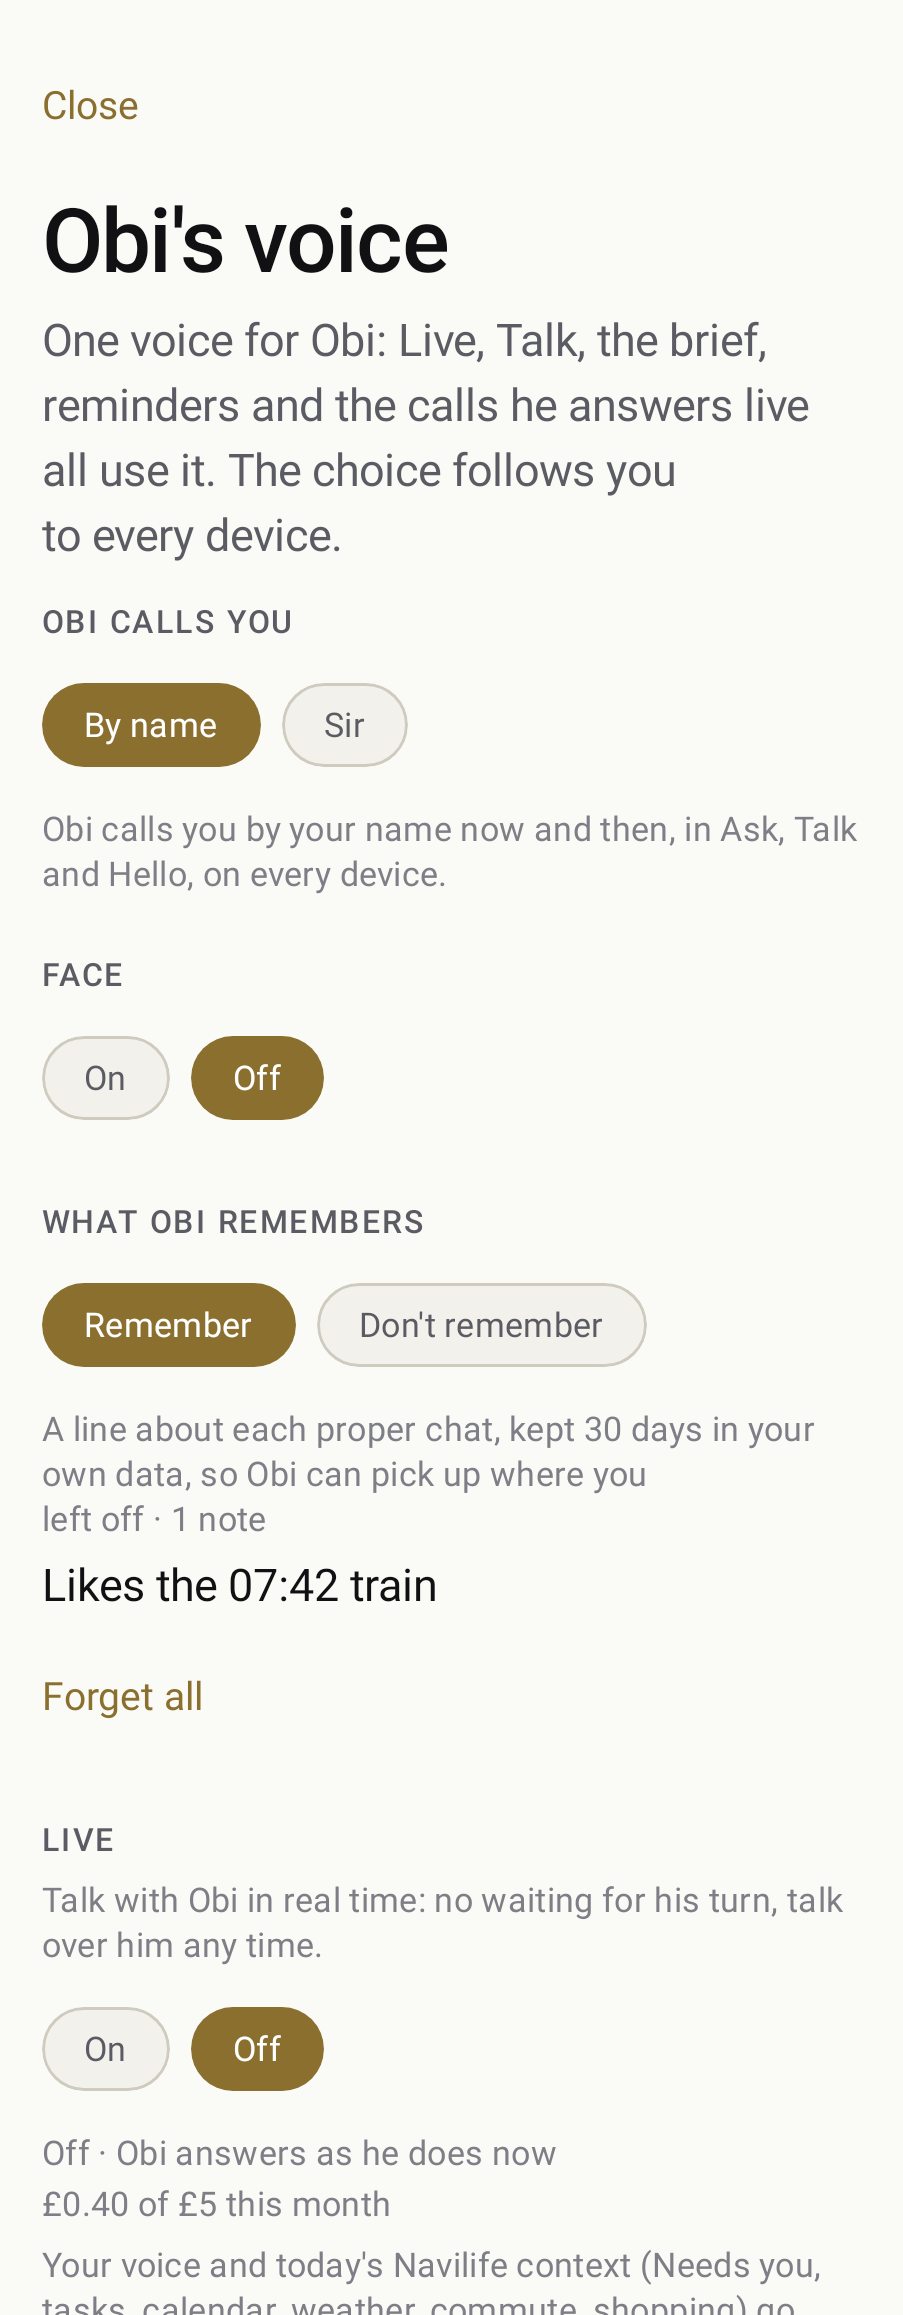 Close
Obi's voice
One voice for Obi: Live, Talk, the brief,
reminders and the calls he answers live
all use it. The choice follows you
to every device.
OBI CALLS YOU
By name
Sir
Obi calls you by your name now and then, in Ask, Talk
and Hello, on every device.
FACE
On
Off
WHAT OBI REMEMBERS
Remember
Don't remember
A line about each proper chat, kept 30 days in your
own data, so Obi can pick up where you
left off · 1 note
Likes the 07:42 train
Forget all
LIVE
Talk with Obi in real time: no waiting for his turn, talk
over him any time.
On
Off
Off · Obi answers as he does now
£0.40 of £5 this month
Your voice and today's Navilife context (Needs you,
tasks, calendar, weather, commute, shopping) go